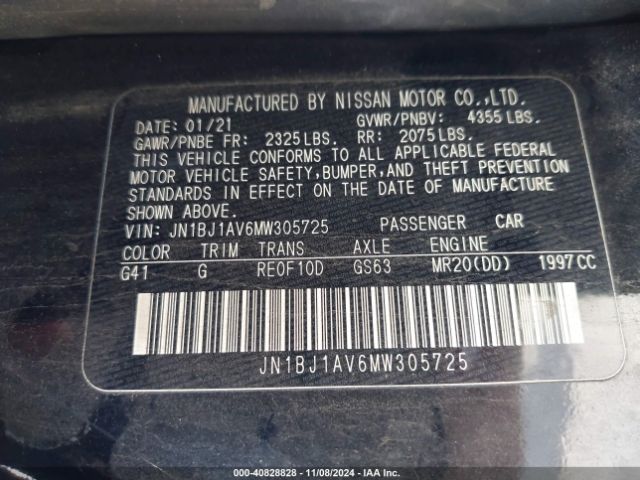 MANUFACTURED BY NISSAN MOTOR CO.,LTD.
DATE: 01/21 GVWR/PNBV: 4355 LBS.
GAWR/PNBE FR: 2325 LBS. RR: 2075 LBS.
THIS VEHICLE CONFORMS TO ALL APPLICABLE FEDERAL
MOTOR VEHICLE SAFETY, BUMPER, AND THEFT PREVENTION
STANDARDS IN EFFECT ON THE DATE OF MANUFACTURE
SHOWN ABOVE.
VIN: JN1BJ1AV6MW305725 PASSENGER CAR
COLOR TRIM TRANS AXLE ENGINE
G41 G RE0F10D GS63 MR20(DD) 1997 CC
JN1BJ1AV6MW305725
000-40828828 - 11/08/2024 - IAA Inc.